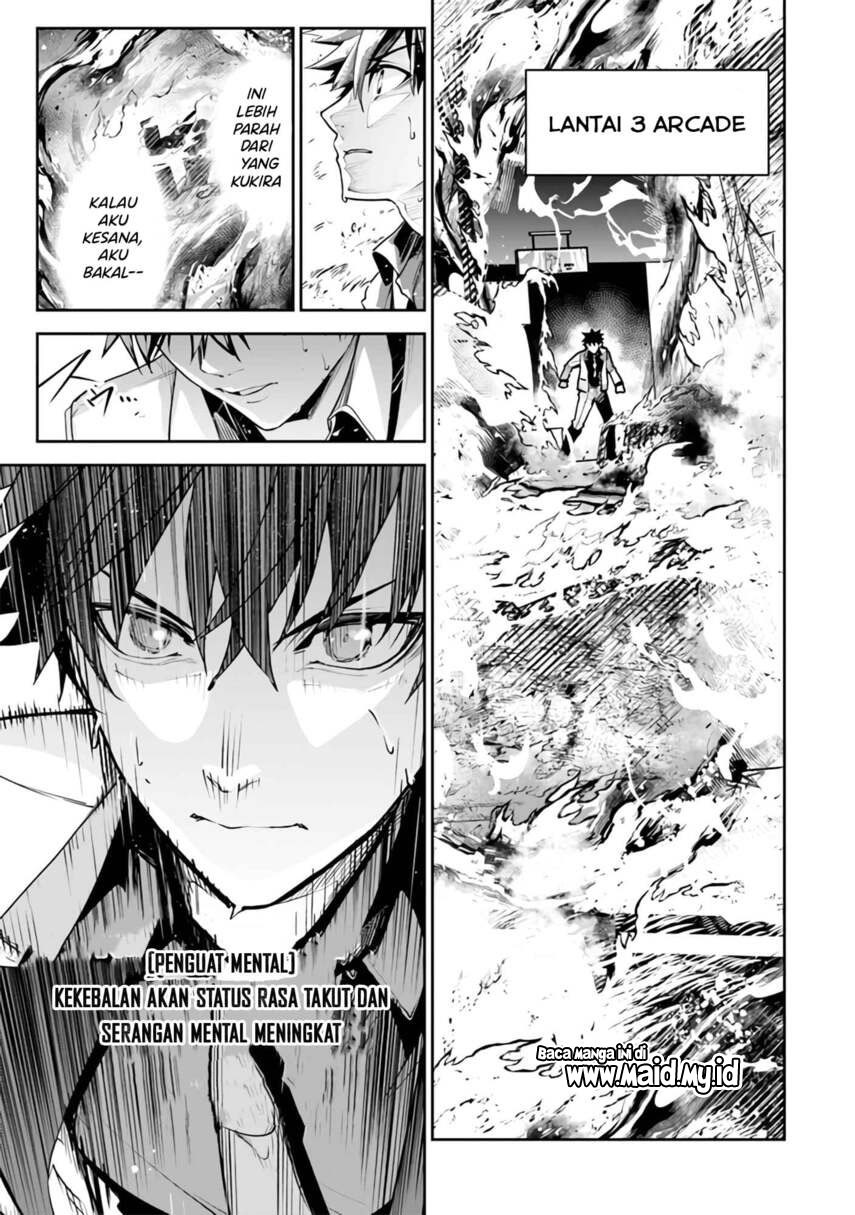 LANTAI 3 ARCADE
INI
LEBIH
PARAH
DARI
YANG
KUKIRA
KALAU
AKU
KESANA,
AKU
BAKAL--
[PENGUAT MENTAL]
KEKEBALAN AKAN STATUS RASA TAKUT DAN
SERANGAN MENTAL MENINGKAT
Baca Manga ini di
www.Maid.my.id